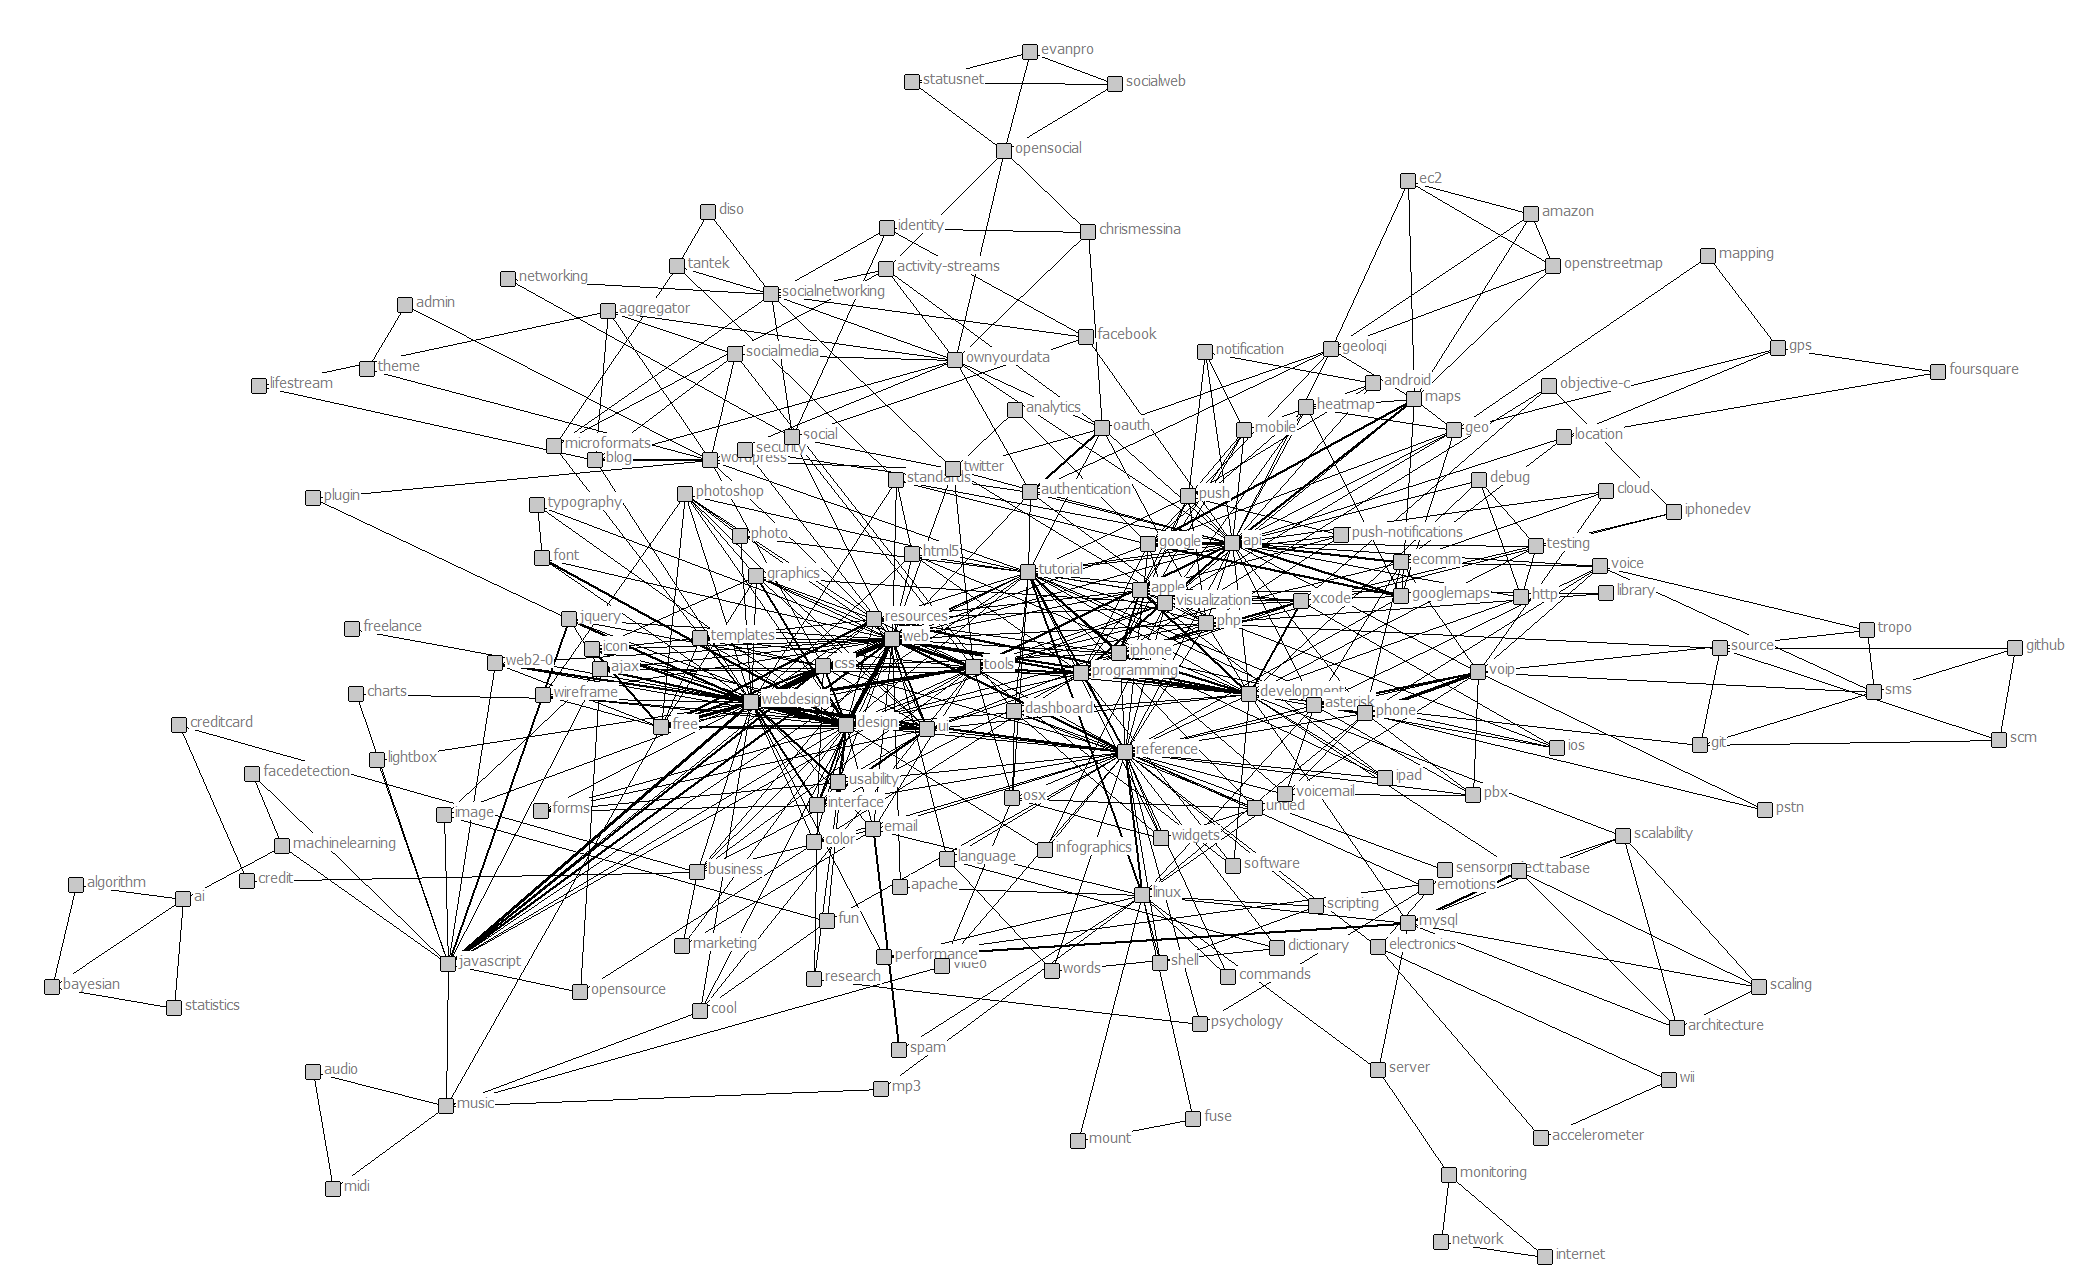 evanpro
statusnet
socialweb
opensocial
ec2
diso
amazon
identity
chrismessina
mapping
tantek
activity-streams
openstreetmap
networking
socialnetworking
admin
aggregator
facebook
notification
geoloqi
gps
socialmedia
ownyourdata
theme
foursquare
lifestream
android
objective-c
maps
analytics
heatmap
oauth
mobile
geo
location
social
microformats
security
blog
wordpress
twitter
standards
debug
photoshop
authentication
push
cloud
plugin
typography
iphonedev
photo
push-notifications
google
api
testing
html5
font
ecomm
voice
graphics
tutorial
apple
library
googlemaps
http
visualization
xcode
jquery
resources
php
freelance
tropo
templates
web
source
github
icon
iphone
web2-0
ajax
css
tools
programming
voip
charts
wireframe
development
sms
webdesign
asterisk
dashboard
phone
creditcard
free
design
ui
scm
git
reference
ios
lightbox
facedetection
usability
ipad
osx
voicemail
pbx
interface
untied
pstn
image
forms
email
widgets
scalability
color
machinelearning
infographics
language
software
business
sensorproject
tabase
algorithm
credit
apache
emotions
ai
linux
scripting
fun
mysql
marketing
dictionary
electronics
performance
javascript
video
shell
words
commands
research
bayesian
opensource
scaling
statistics
cool
psychology
architecture
spam
server
audio
wii
mp3
music
fuse
mount
accelerometer
monitoring
midi
network
internet